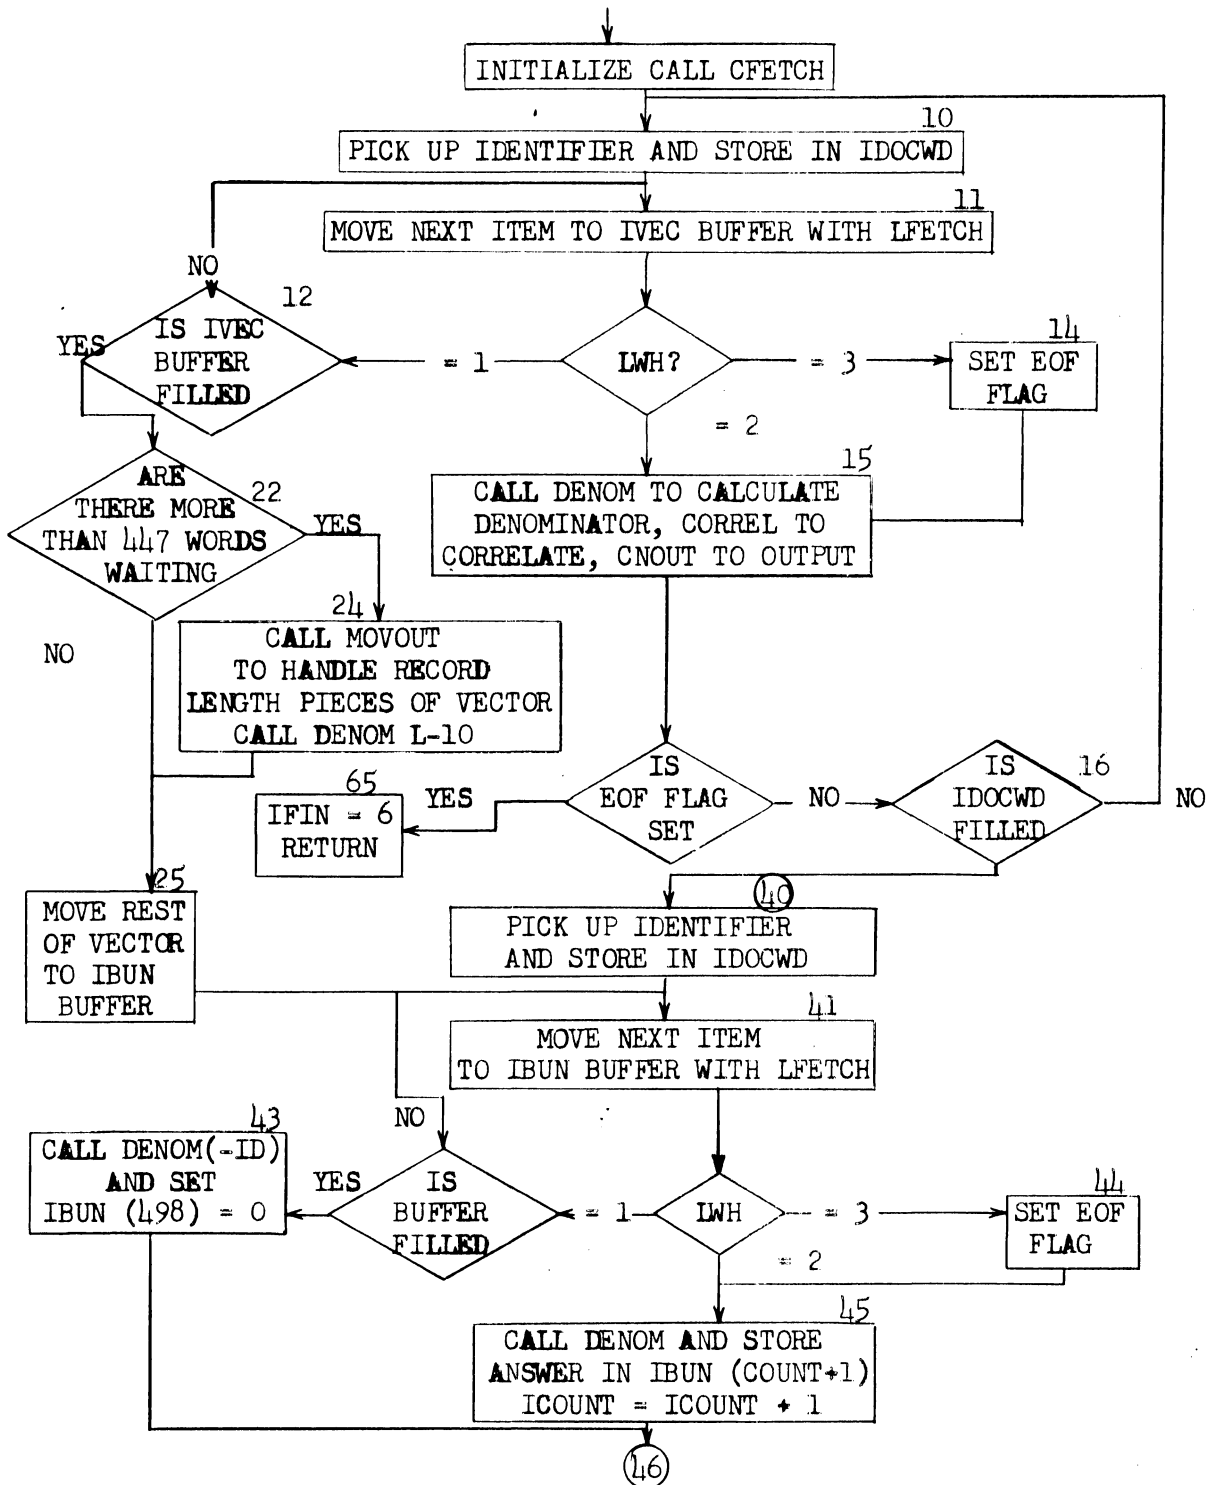 INITIALIZE CALL CFETCH
10
PICK UP IDENTIFIER AND STORE IN IDOCWD
11
MOVE NEXT ITEM TO IVEC BUFFER WITH LFETCH
NO
12
IS IVEC
BUFFER
FILLED
YES
= 1
LWH?
= 3
14
SET EOF
FLAG
= 2
15
CALL DENOM TO CALCULATE
DENOMINATOR, CORREL TO
CORRELATE, CNOUT TO OUTPUT
ARE
THERE MORE
THAN 447 WORDS
WAITING
22
YES
NO
24
CALL MOVOUT
TO HANDLE RECORD
LENGTH PIECES OF VECTOR
CALL DENOM L-10
65
IFIN = 6
RETURN
YES
IS
EOF FLAG
SET
NO
IS
IDOCWD
FILLED
16
NO
25
MOVE REST
OF VECTOR
TO IBUN
BUFFER
40
PICK UP IDENTIFIER
AND STORE IN IDOCWD
41
MOVE NEXT ITEM
TO IBUN BUFFER WITH LFETCH
NO
43
CALL DENOM(-ID)
AND SET
IBUN (498) = 0
YES
IS
BUFFER
FILLED
= 1
LWH
= 3
44
SET EOF
FLAG
= 2
45
CALL DENOM AND STORE
ANSWER IN IBUN (COUNT+1)
ICOUNT = ICOUNT + 1
46